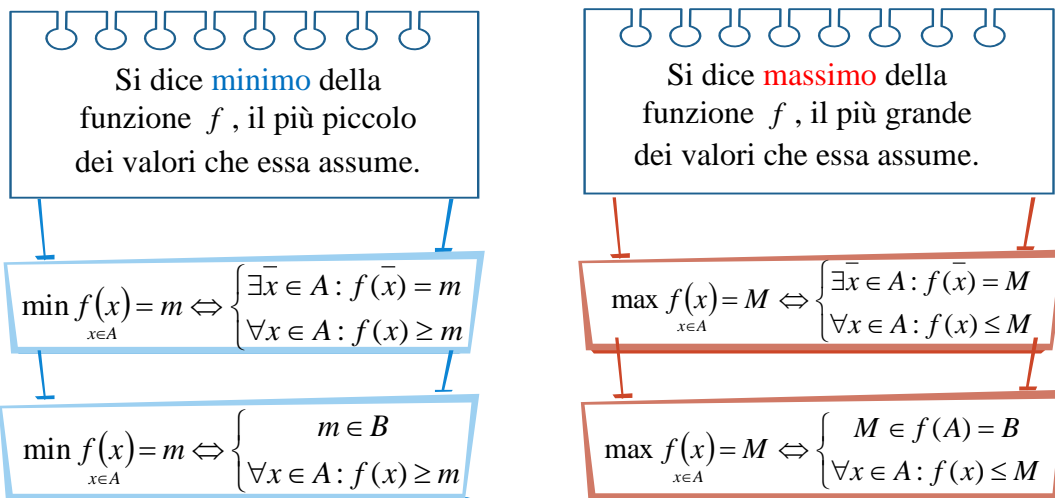 Si dice minimo della
funzione f , il più piccolo
dei valori che essa assume.
min f(x) = m ⇔ { ∃x̄ ∈ A : f(x̄) = m
x∈A
∀x ∈ A : f(x) ≥ m
min f(x) = m ⇔ { m ∈ B
x∈A
∀x ∈ A : f(x) ≥ m
Si dice massimo della
funzione f , il più grande
dei valori che essa assume.
max f(x) = M ⇔ { ∃x̄ ∈ A : f(x̄) = M
x∈A
∀x ∈ A : f(x) ≤ M
max f(x) = M ⇔ { M ∈ f(A) = B
x∈A
∀x ∈ A : f(x) ≤ M